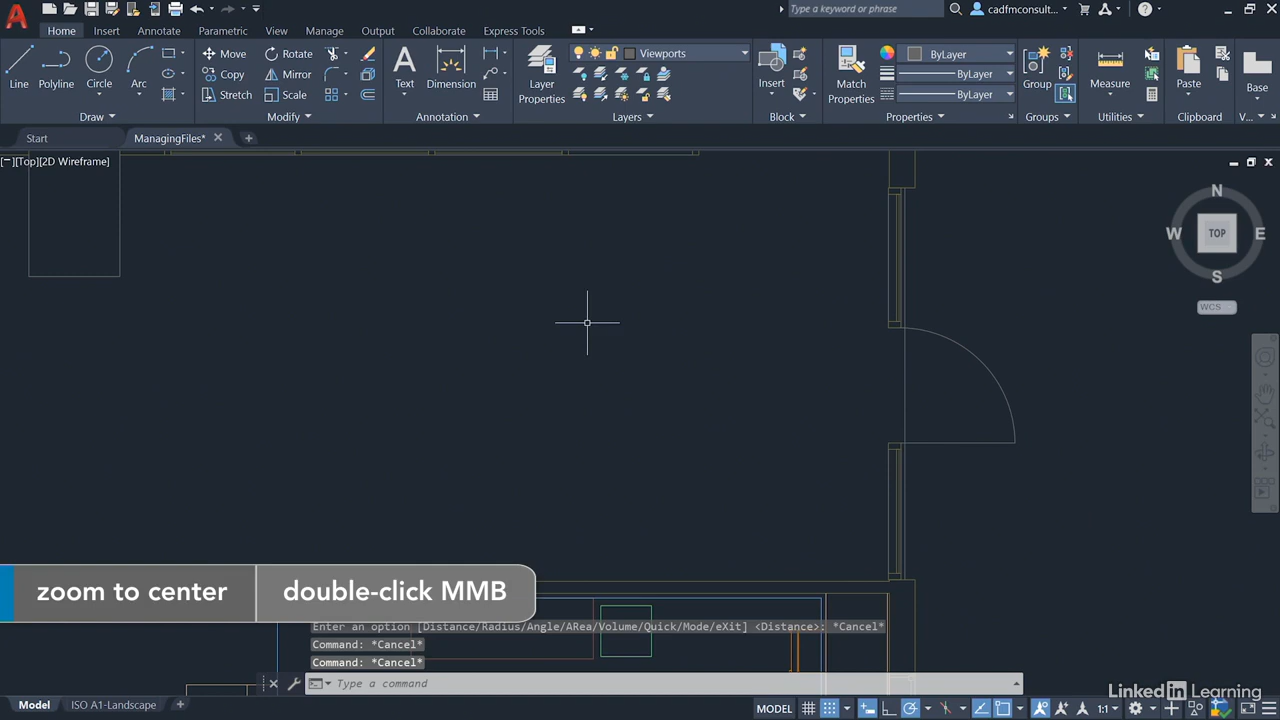 Type a keyword or phrase
cadfmconsult...
Home
Insert
Annotate
Parametric
View
Manage
Output
Collaborate
Express Tools
Line
Polyline
Circle
Arc
Move
Rotate
Copy
Mirror
Stretch
Scale
Text
Dimension
Layer
Properties
Viewports
Insert
Match
Properties
ByLayer
ByLayer
ByLayer
Group
Measure
Paste
Base
Draw
Modify
Annotation
Layers
Block
Properties
Groups
Utilities
Clipboard
V...
Start
ManagingFiles*
[−][Top][2D Wireframe]
N
W
TOP
E
S
WCS
zoom to center
double-click MMB
Enter an option [Distance/Radius/Angle/ARea/Volume/Quick/Mode/eXit] <Distance>: *Cancel*
Command: *Cancel*
Command: *Cancel*
Type a command
Linked in Learning
Model
ISO A1-Landscape
MODEL
1:1